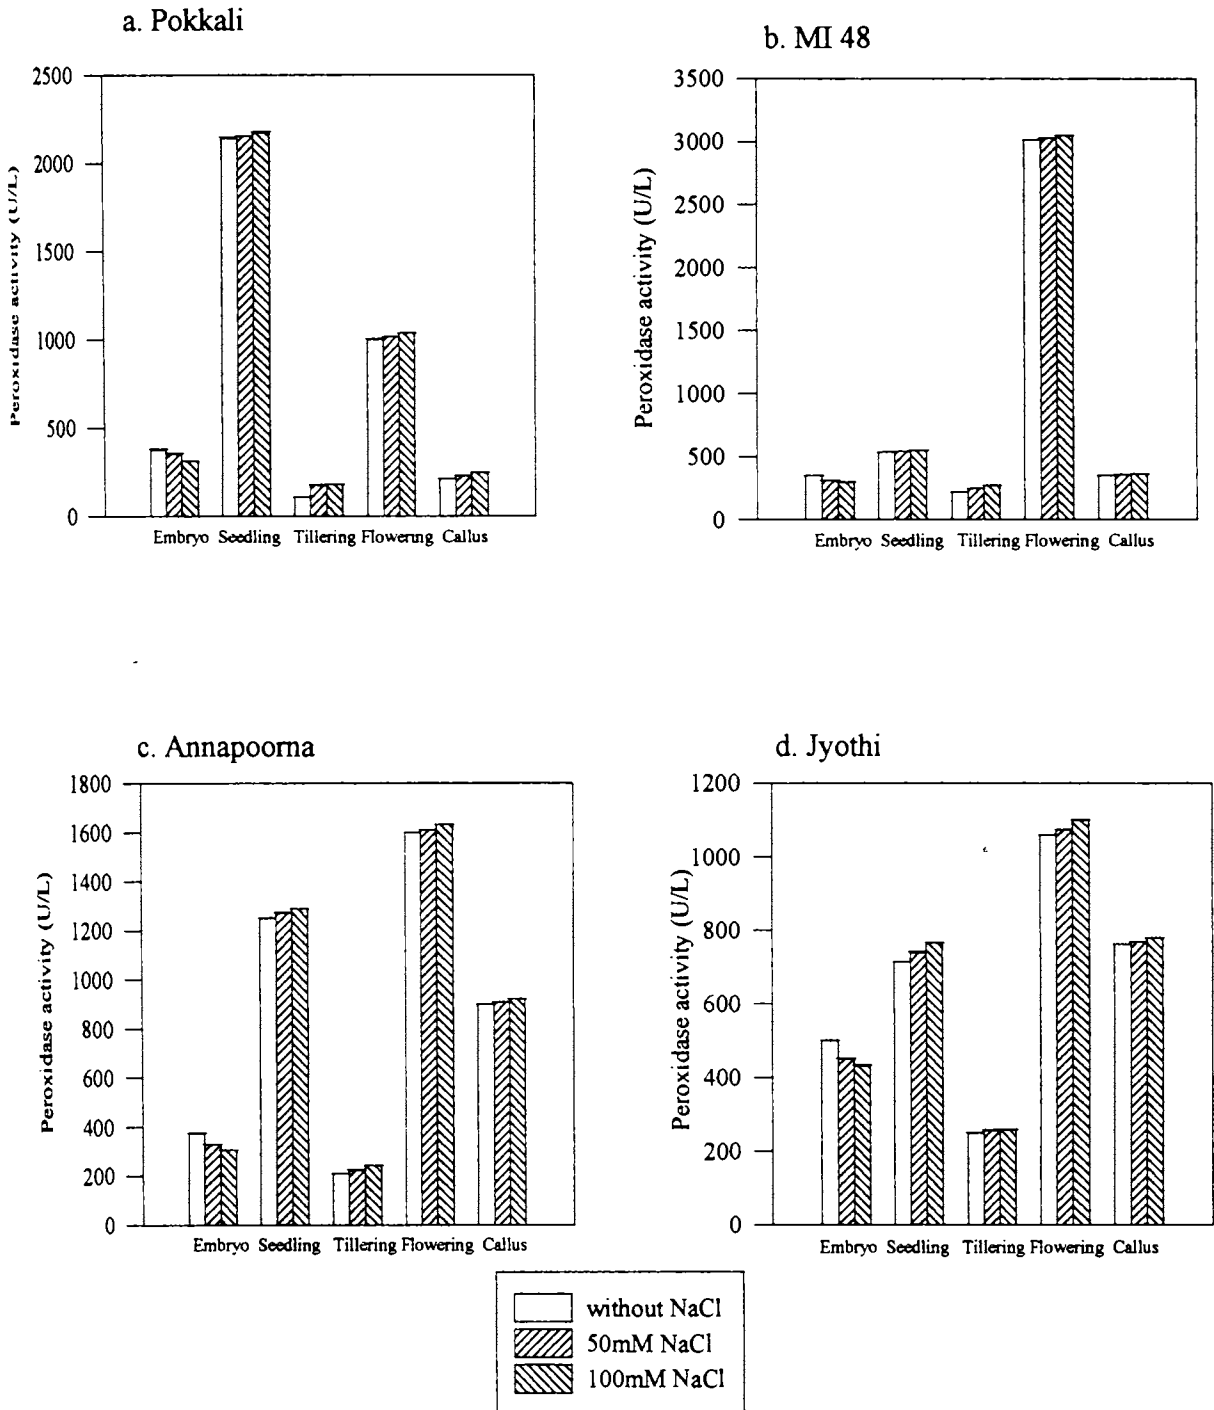 a. Pokkali
2500
2000
1500
1000
500
0
Peroxidase activity (U/L)
Embryo Seedling Tillering Flowering Callus
b. MI 48
3500
3000
2500
2000
1500
1000
500
0
Peroxidase activity (U/L)
Embryo Seedling Tillering Flowering Callus
c. Annapoorna
1800
1600
1400
1200
1000
800
600
400
200
0
Peroxidase activity (U/L)
Embryo Seedling Tillering Flowering Callus
d. Jyothi
1200
1000
800
600
400
200
0
Peroxidase activity (U/L)
Embryo Seedling Tillering Flowering Callus
without NaCl
50mM NaCl
100mM NaCl